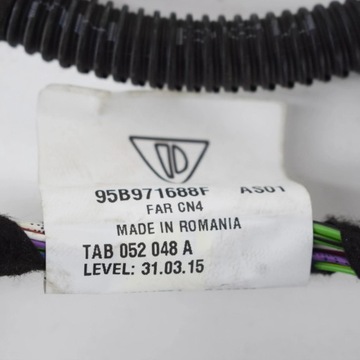 95B971688F AS01
FAR CN4
MADE IN ROMANIA
TAB 052 048 A
LEVEL: 31.03.15